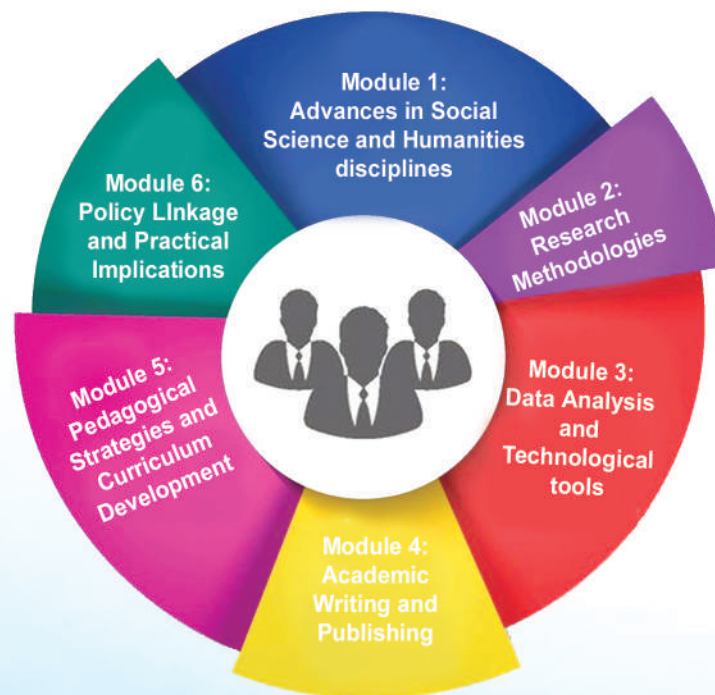 Module 1:
Advances in Social
Science and Humanities
disciplines
Module 2:
Research
Methodologies
Module 3:
Data Analysis
and
Technological
tools
Module 4:
Academic
Writing and
Publishing
Module 5:
Pedagogical
Strategies and
Curriculum
Development
Module 6:
Policy LInkage
and Practical
Implications